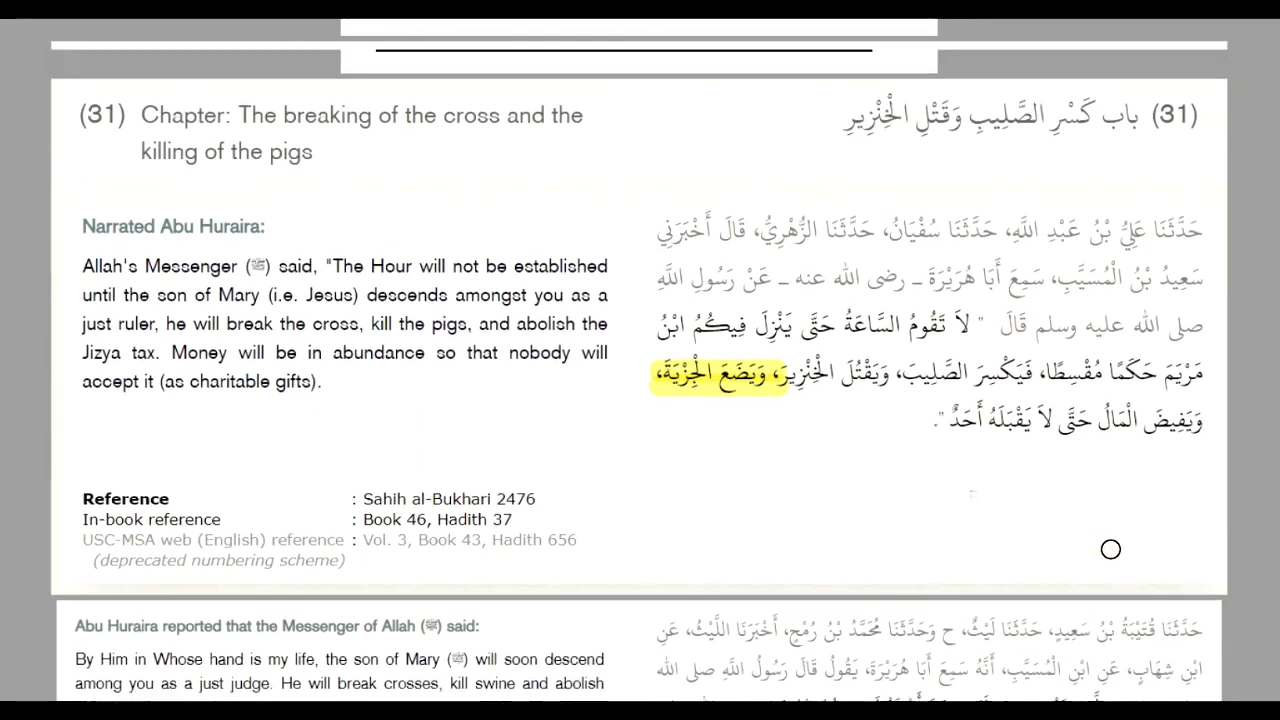 (31) Chapter: The breaking of the cross and the
killing of the pigs
(31) باب كَسْرِ الصَّلِيبِ وَقَتْلِ الْخِنْزِيرِ
Narrated Abu Huraira:
Allah's Messenger (ﷺ) said, "The Hour will not be established
until the son of Mary (i.e. Jesus) descends amongst you as a
just ruler, he will break the cross, kill the pigs, and abolish the
Jizya tax. Money will be in abundance so that nobody will
accept it (as charitable gifts).
حَدَّثَنَا عَلِيُّ بْنُ عَبْدِ اللَّهِ، حَدَّثَنَا سُفْيَانُ، حَدَّثَنَا الزُّهْرِيُّ، قَالَ أَخْبَرَنِي
سَعِيدُ بْنُ الْمُسَيَّبِ، سَمِعَ أَبَا هُرَيْرَةَ ـ رضى الله عنه ـ عَنْ رَسُولِ اللَّهِ
صلى الله عليه وسلم قَالَ " لاَ تَقُومُ السَّاعَةُ حَتَّى يَنْزِلَ فِيكُمُ ابْنُ
مَرْيَمَ حَكَمًا مُقْسِطًا، فَيَكْسِرَ الصَّلِيبَ، وَيَقْتُلَ الْخِنْزِيرَ، وَيَضَعَ الْجِزْيَةَ،
وَيَفِيضَ الْمَالُ حَتَّى لاَ يَقْبَلَهُ أَحَدٌ ".
Reference : Sahih al-Bukhari 2476
In-book reference : Book 46, Hadith 37
USC-MSA web (English) reference : Vol. 3, Book 43, Hadith 656
(deprecated numbering scheme)
Abu Huraira reported that the Messenger of Allah (ﷺ) said:
By Him in Whose hand is my life, the son of Mary (ﷺ) will soon descend
among you as a just judge. He will break crosses, kill swine and abolish
حَدَّثَنَا قُتَيْبَةُ بْنُ سَعِيدٍ، حَدَّثَنَا لَيْثٌ، ح وَحَدَّثَنَا مُحَمَّدُ بْنُ رُمْحٍ، أَخْبَرَنَا اللَّيْثُ، عَنِ
ابْنِ شِهَابٍ، عَنِ ابْنِ الْمُسَيَّبِ، أَنَّهُ سَمِعَ أَبَا هُرَيْرَةَ، يَقُولُ قَالَ رَسُولُ اللَّهِ صلى الله